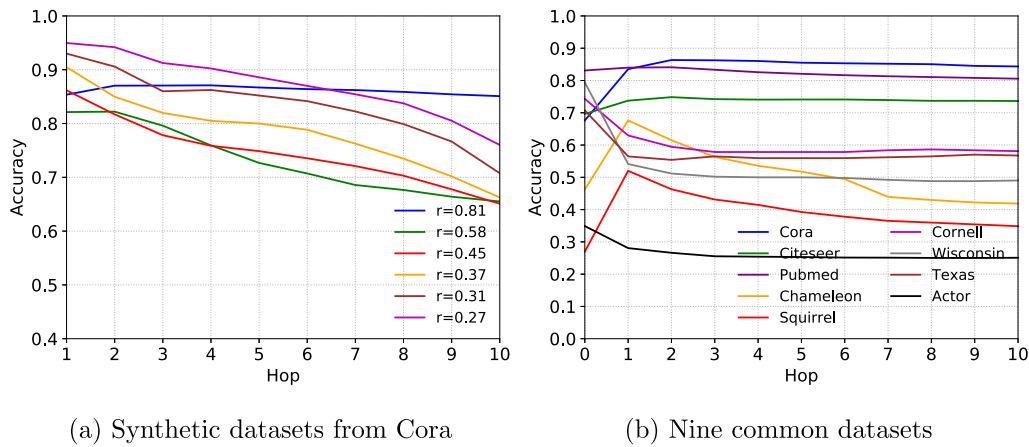 1.0
0.9
0.8
0.7
0.6
0.5
0.4
Accuracy
1 2 3 4 5 6 7 8 9 10
Hop
r=0.81
r=0.58
r=0.45
r=0.37
r=0.31
r=0.27
(a) Synthetic datasets from Cora
1.0
0.9
0.8
0.7
0.6
0.5
0.4
0.3
0.2
0.1
0.0
Accuracy
0 1 2 3 4 5 6 7 8 9 10
Hop
Cora
Citeseer
Pubmed
Chameleon
Squirrel
Cornell
Wisconsin
Texas
Actor
(b) Nine common datasets